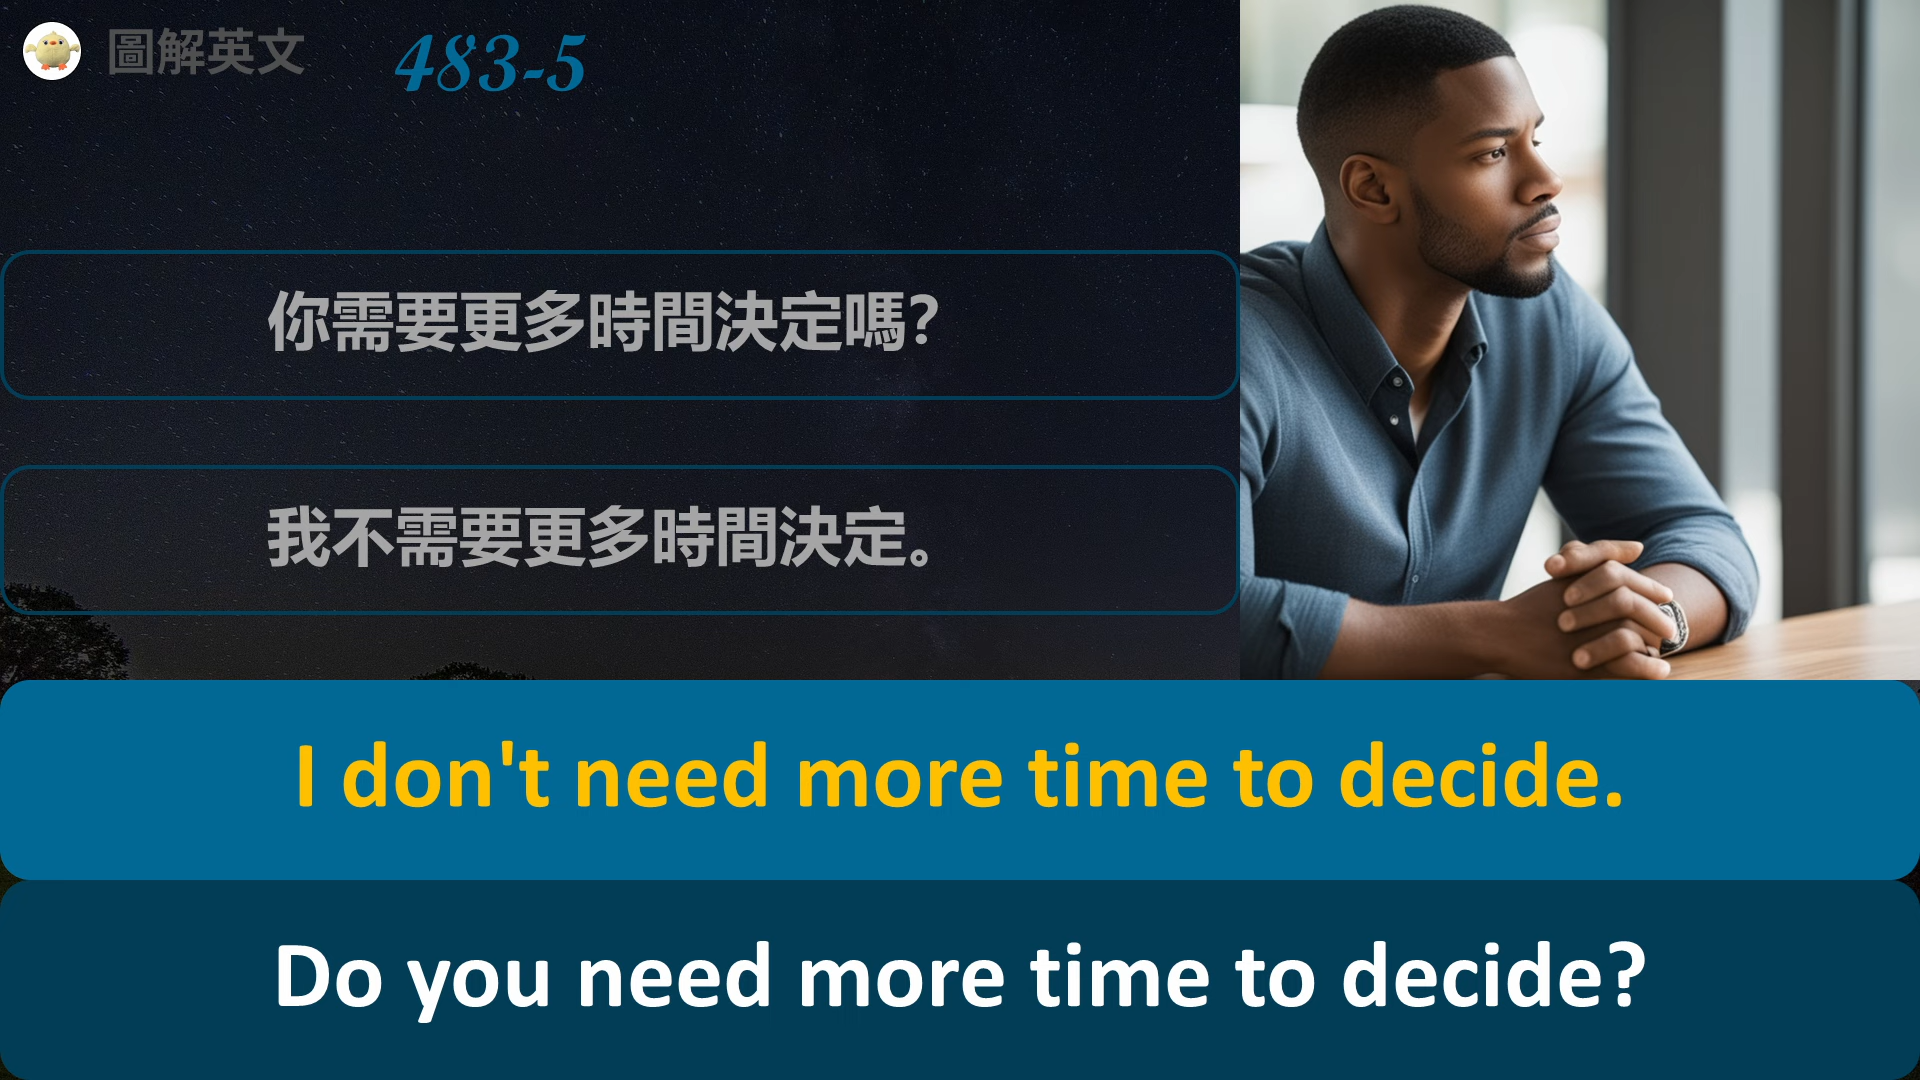 圖解英文
483-5
你需要更多時間決定嗎?
我不需要更多時間決定。
I don't need more time to decide.
Do you need more time to decide?